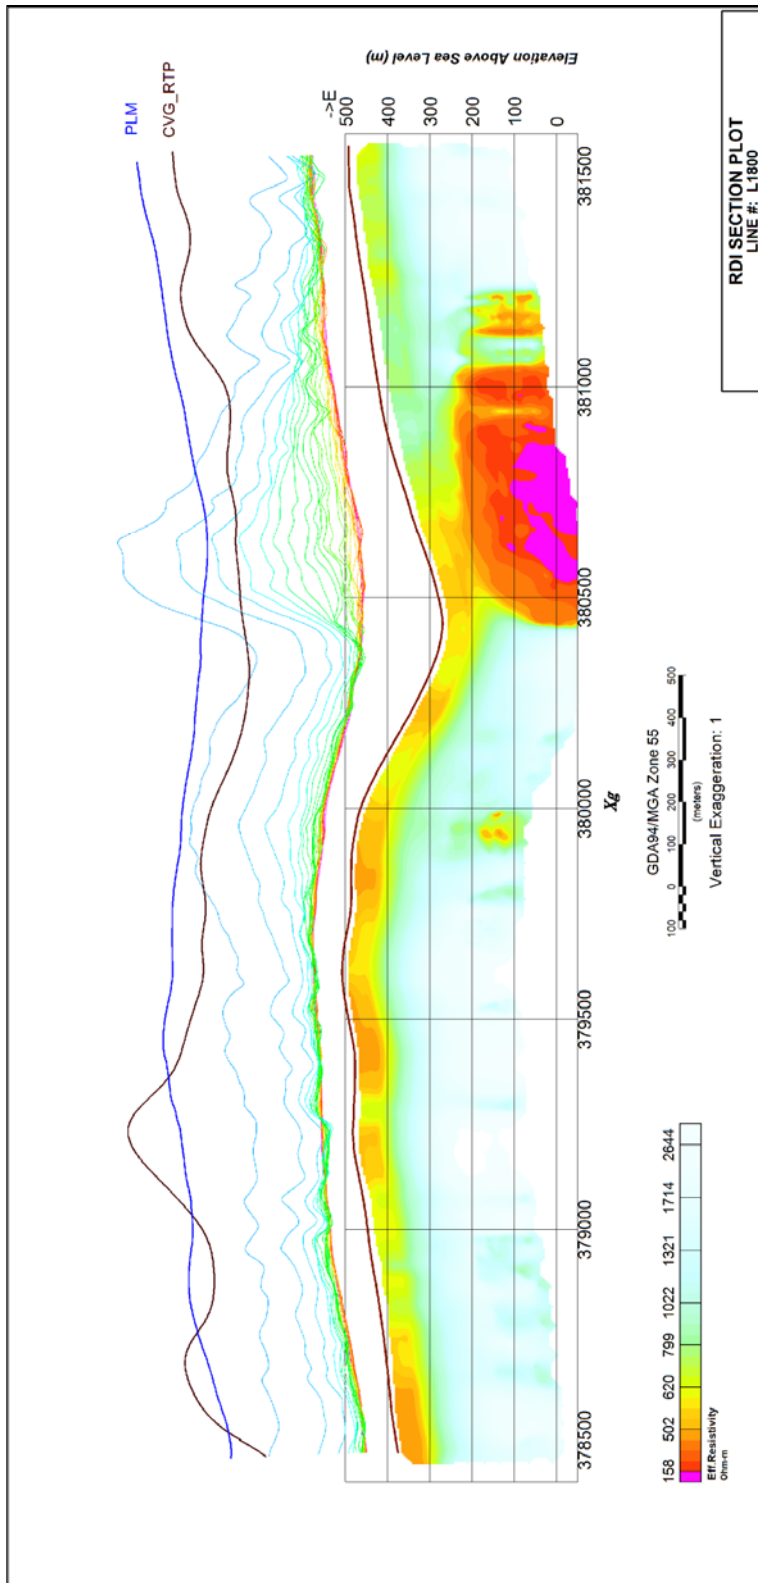 PLM
CVG_RTP
Elevation Above Sea Level (m)
->E
500
400
300
200
100
0
378500
379000
379500
380000
380500
381000
381500
Xg
100 0 100 200 300 400 500
(meters)
GDA94/MGA Zone 55
Vertical Exaggeration: 1
158 502 620 799 1022 1321 1714 2644
Eff.Resistivity
Ohm-m
RDI SECTION PLOT
LINE #: L1800